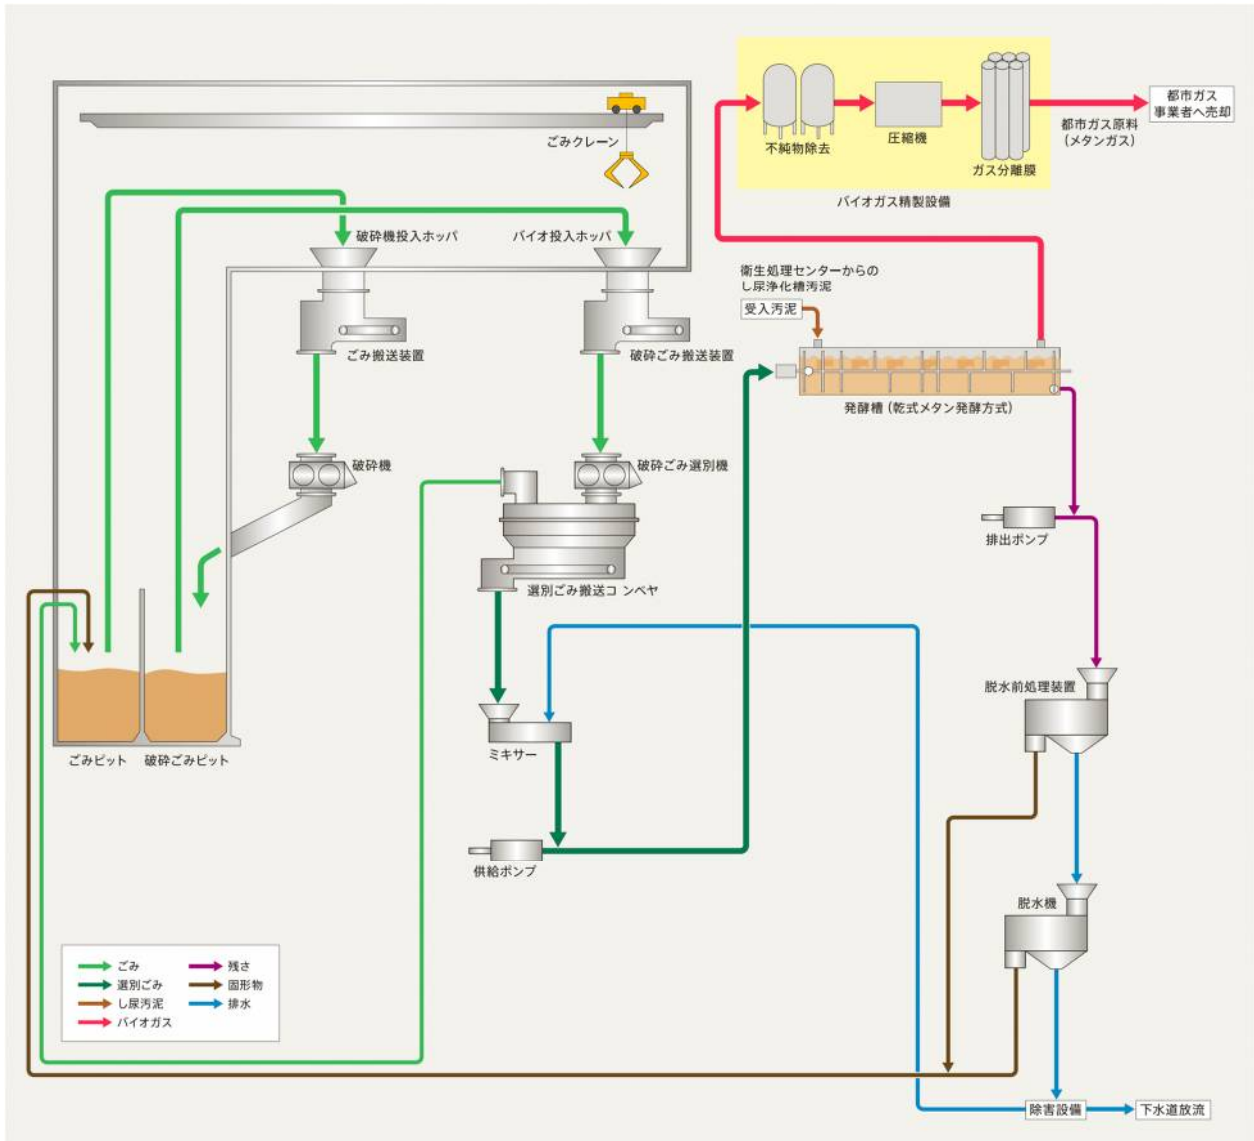 ごみクレーン
破砕機投入ホッパ
バイオ投入ホッパ
ごみ搬送装置
破砕ごみ搬送装置
破砕機
破砕ごみ選別機
選別ごみ搬送コンベヤ
ごみピット
破砕ごみピット
ミキサー
供給ポンプ
不純物除去
圧縮機
ガス分離膜
バイオガス精製設備
都市ガス原料
(メタンガス)
都市ガス
事業者へ売却
衛生処理センターからの
し尿浄化槽汚泥
受入汚泥
発酵槽(乾式メタン発酵方式)
排出ポンプ
脱水前処理装置
脱水機
除害設備
下水道放流
ごみ
選別ごみ
し尿汚泥
バイオガス
残さ
固形物
排水